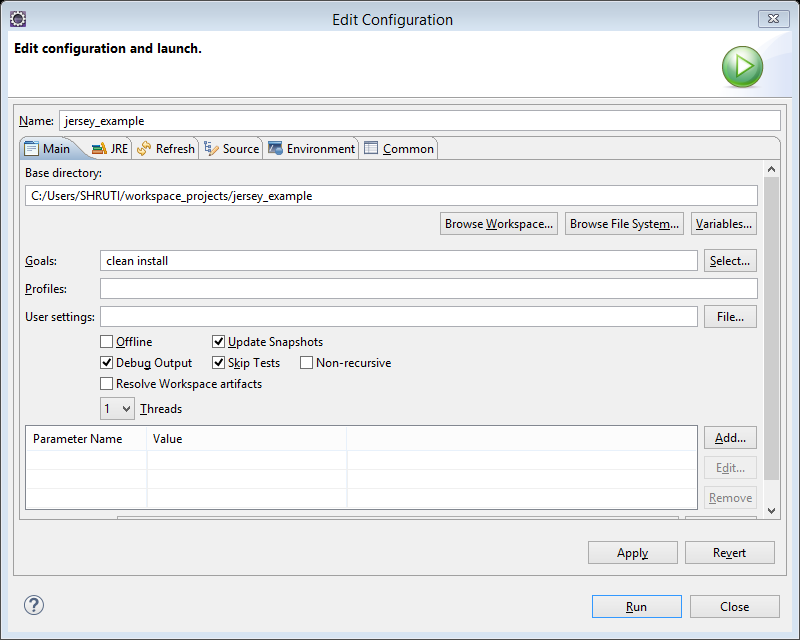 Edit Configuration
Edit configuration and launch.
Name: jersey_example
Main JRE Refresh Source Environment Common
Base directory:
C:/Users/SHRUTI/workspace_projects/jersey_example
Browse Workspace... Browse File System... Variables...
Goals: clean install Select...
Profiles:
User settings: File...
Offline Update Snapshots
Debug Output Skip Tests Non-recursive
Resolve Workspace artifacts
1 Threads
Parameter Name Value Add...
Edit...
Remove
Apply Revert
? Run Close